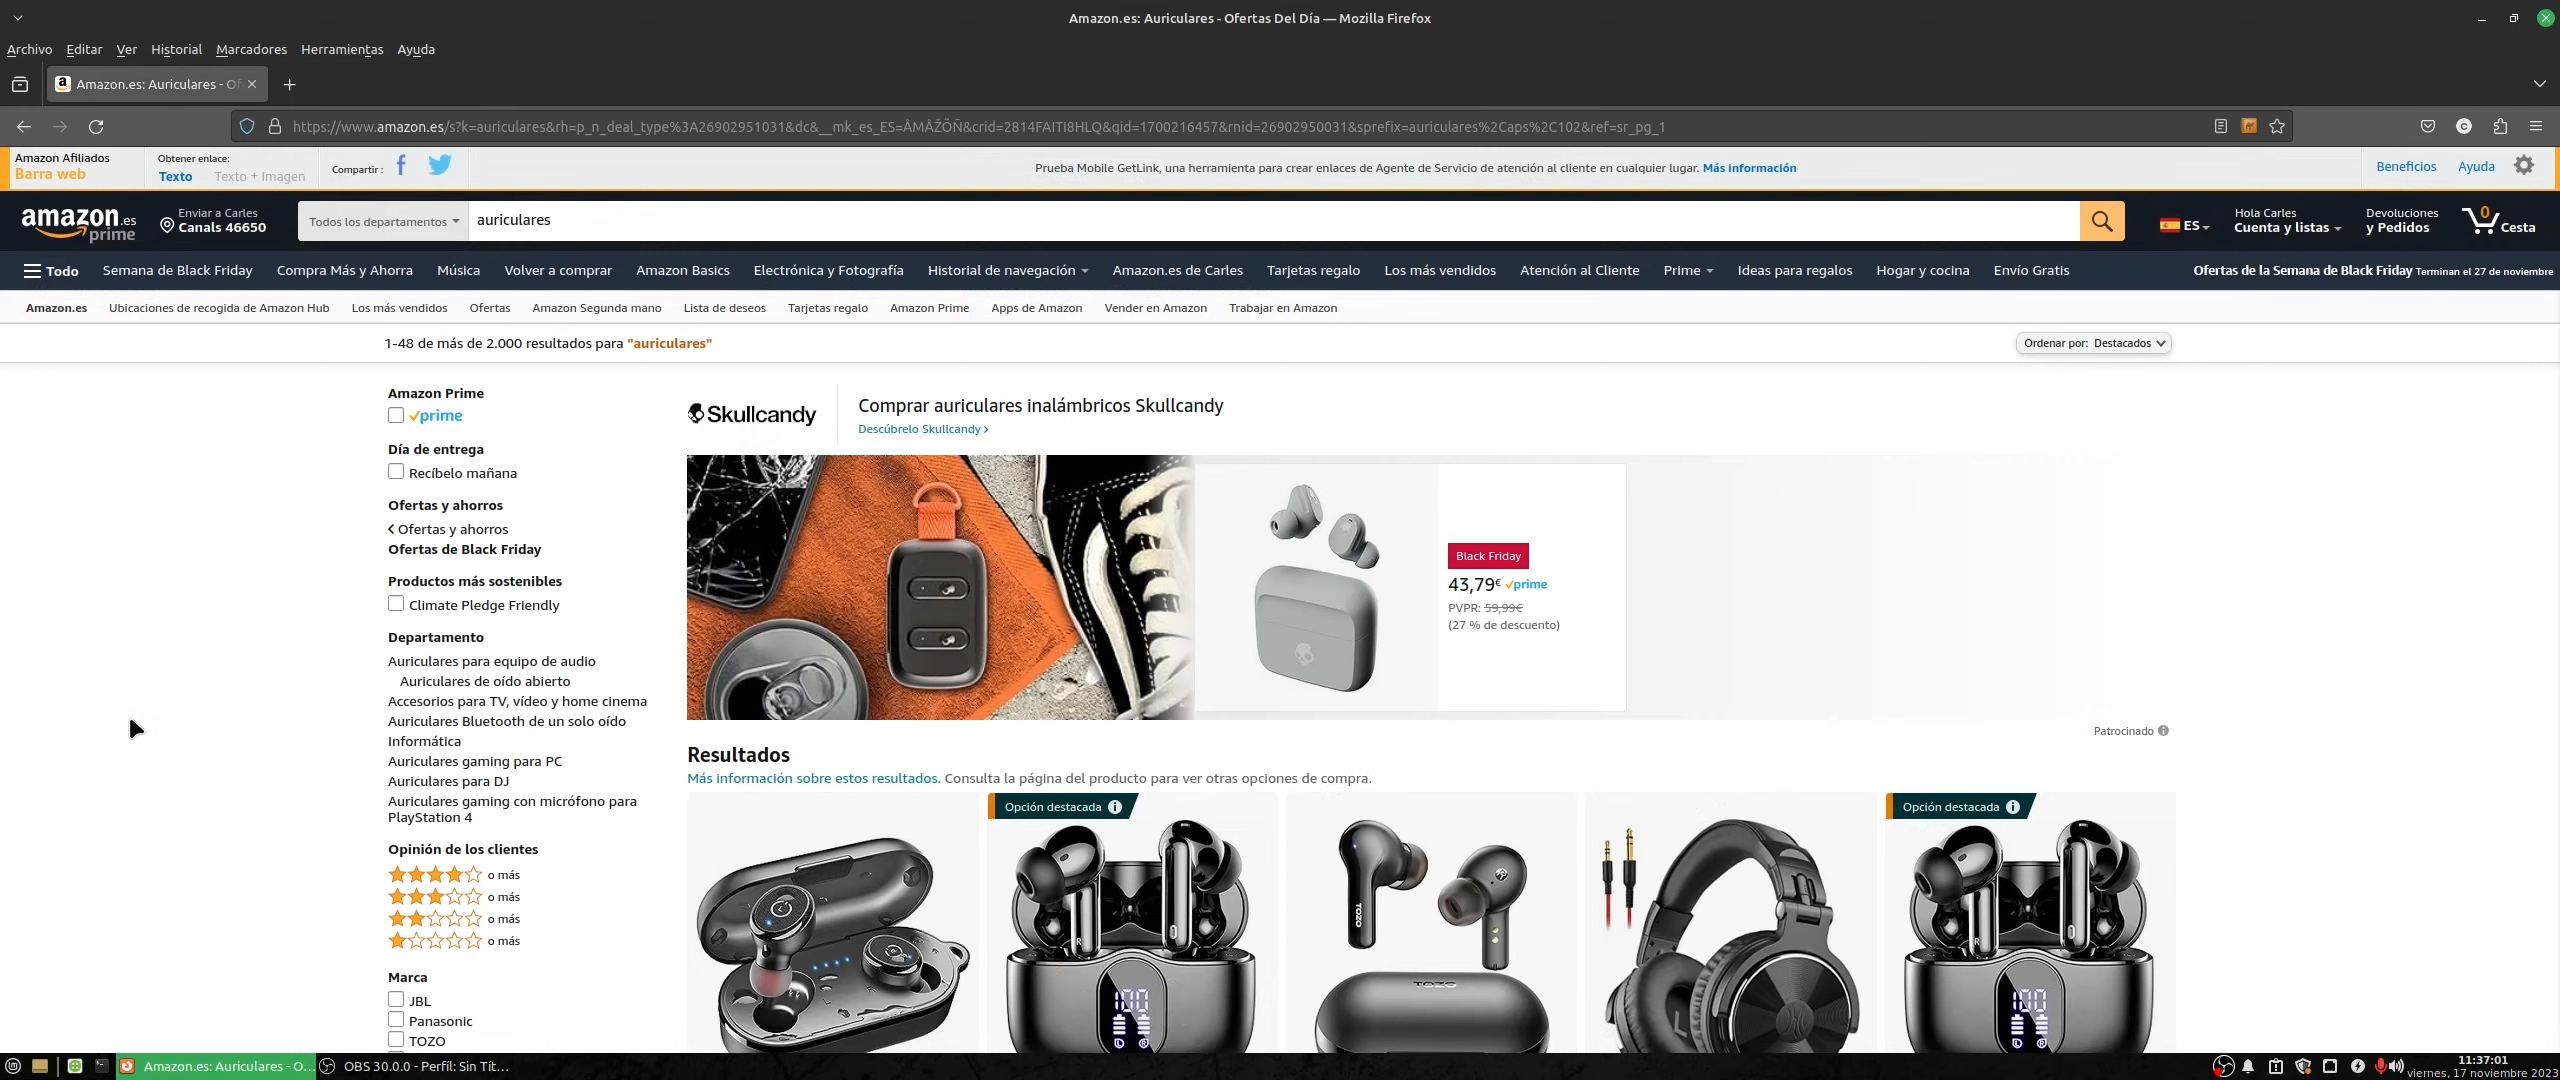 Amazon.es: Auriculares - Ofertas Del Día — Mozilla Firefox
Archivo Editar Ver Historial Marcadores Herramientas Ayuda
Amazon.es: Auriculares - Of
https://www.amazon.es/s?k=auriculares&rh=p_n_deal_type%3A26902951031&dc&__mk_es_ES=ÅMÅŽÕÑ&crid=2814FAITI8HLQ&qid=1700216457&rnid=26902950031&sprefix=auriculares%2Caps%2C102&ref=sr_pg_1
Amazon Afiliados
Barra web
Obtener enlace:
Texto Texto + Imagen
Compartir :
Prueba Mobile GetLink, una herramienta para crear enlaces de Agente de Servicio de atención al cliente en cualquier lugar. Más información
Beneficios Ayuda
amazon.es
prime
Enviar a Carles
Canals 46650
Todos los departamentos
auriculares
ES
Hola Carles
Cuenta y listas
Devoluciones
y Pedidos
0
Cesta
Todo Semana de Black Friday Compra Más y Ahorra Música Volver a comprar Amazon Basics Electrónica y Fotografía Historial de navegación Amazon.es de Carles Tarjetas regalo Los más vendidos Atención al Cliente Prime Ideas para regalos Hogar y cocina Envío Gratis Ofertas de la Semana de Black Friday Terminan el 27 de noviembre
Amazon.es Ubicaciones de recogida de Amazon Hub Los más vendidos Ofertas Amazon Segunda mano Lista de deseos Tarjetas regalo Amazon Prime Apps de Amazon Vender en Amazon Trabajar en Amazon
1-48 de más de 2.000 resultados para "auriculares"
Ordenar por: Destacados
Amazon Prime
prime
Día de entrega
Recíbelo mañana
Ofertas y ahorros
Ofertas y ahorros
Ofertas de Black Friday
Productos más sostenibles
Climate Pledge Friendly
Departamento
Auriculares para equipo de audio
Auriculares de oído abierto
Accesorios para TV, vídeo y home cinema
Auriculares Bluetooth de un solo oído
Informática
Auriculares gaming para PC
Auriculares para DJ
Auriculares gaming con micrófono para
PlayStation 4
Opinión de los clientes
o más
o más
o más
o más
Marca
JBL
Panasonic
TOZO
Skullcandy
Comprar auriculares inalámbricos Skullcandy
Descúbrelo Skullcandy ›
Black Friday
43,79€ prime
PVPR: 59,99€
(27 % de descuento)
Patrocinado
Resultados
Más información sobre estos resultados. Consulta la página del producto para ver otras opciones de compra.
Opción destacada
Opción destacada
R
100
L R
TOZO
TOZO
R
100
L R
Amazon.es: Auriculares - O...
OBS 30.0.0 - Perfil: Sin Tít...
11:37:01
viernes, 17 noviembre 2023